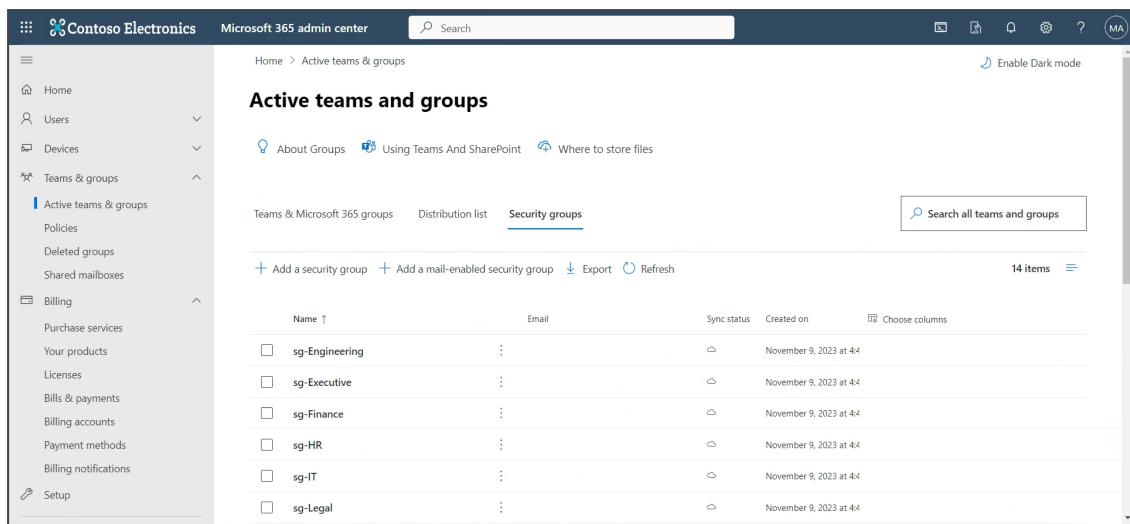 Contoso Electronics Microsoft 365 admin center Search ? MA
Home > Active teams & groups Enable Dark mode
Home
Users
Devices
Teams & groups
Active teams & groups
Policies
Deleted groups
Shared mailboxes
Billing
Purchase services
Your products
Licenses
Bills & payments
Billing accounts
Payment methods
Billing notifications
Setup
Active teams and groups
About Groups Using Teams And SharePoint Where to store files
Teams & Microsoft 365 groups Distribution list Security groups Search all teams and groups
Add a security group Add a mail-enabled security group Export Refresh 14 items
Name ↑ Email Sync status Created on Choose columns
sg-Engineering November 9, 2023 at 4:4
sg-Executive November 9, 2023 at 4:4
sg-Finance November 9, 2023 at 4:4
sg-HR November 9, 2023 at 4:4
sg-IT November 9, 2023 at 4:4
sg-Legal November 9, 2023 at 4:4